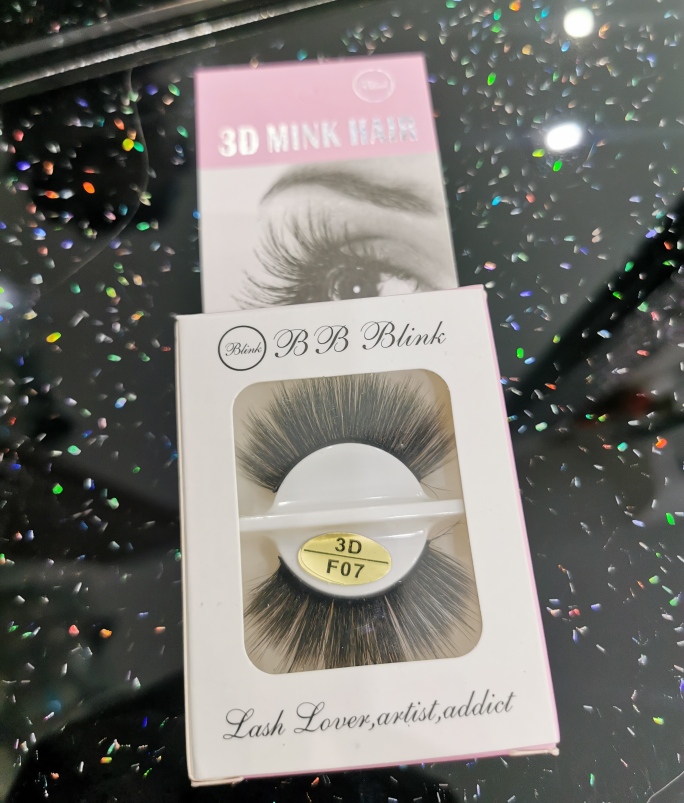 3D MINK HAIR
Blink
BB Blink
3D
F07
Lash Lover,artist,addict